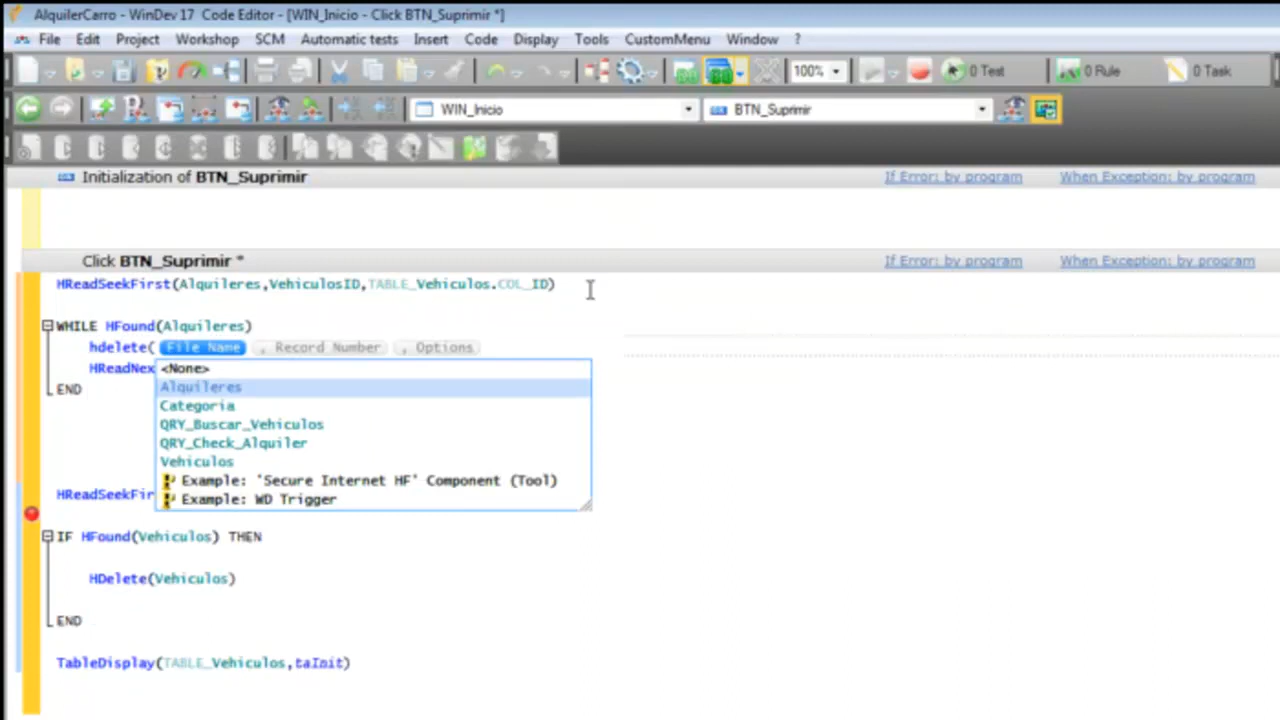 AlquilerCarro - WinDev 17 Code Editor - [WIN_Inicio - Click BTN_Suprimir *]
File Edit Project Workshop SCM Automatic tests Insert Code Display Tools CustomMenu Window ?
100% 0 Test 0 Rule 0 Task
WIN_Inicio BTN_Suprimir
Initialization of BTN_Suprimir If Error: by program When Exception: by program
Click BTN_Suprimir * If Error: by program When Exception: by program
HReadSeekFirst(Alquileres,VehiculosID,TABLE_Vehiculos.COL_ID)
WHILE HFound(Alquileres)
hdelete( File Name , Record Number , Options
HReadNex <None>
Alquileres
END
Categoria
QRY_Buscar_Vehiculos
QRY_Check_Alquiler
Vehiculos
Example: 'Secure Internet HF' Component (Tool)
HReadSeekFir Example: WD Trigger
IF HFound(Vehiculos) THEN
HDelete(Vehiculos)
END
TableDisplay(TABLE_Vehiculos,taInit)